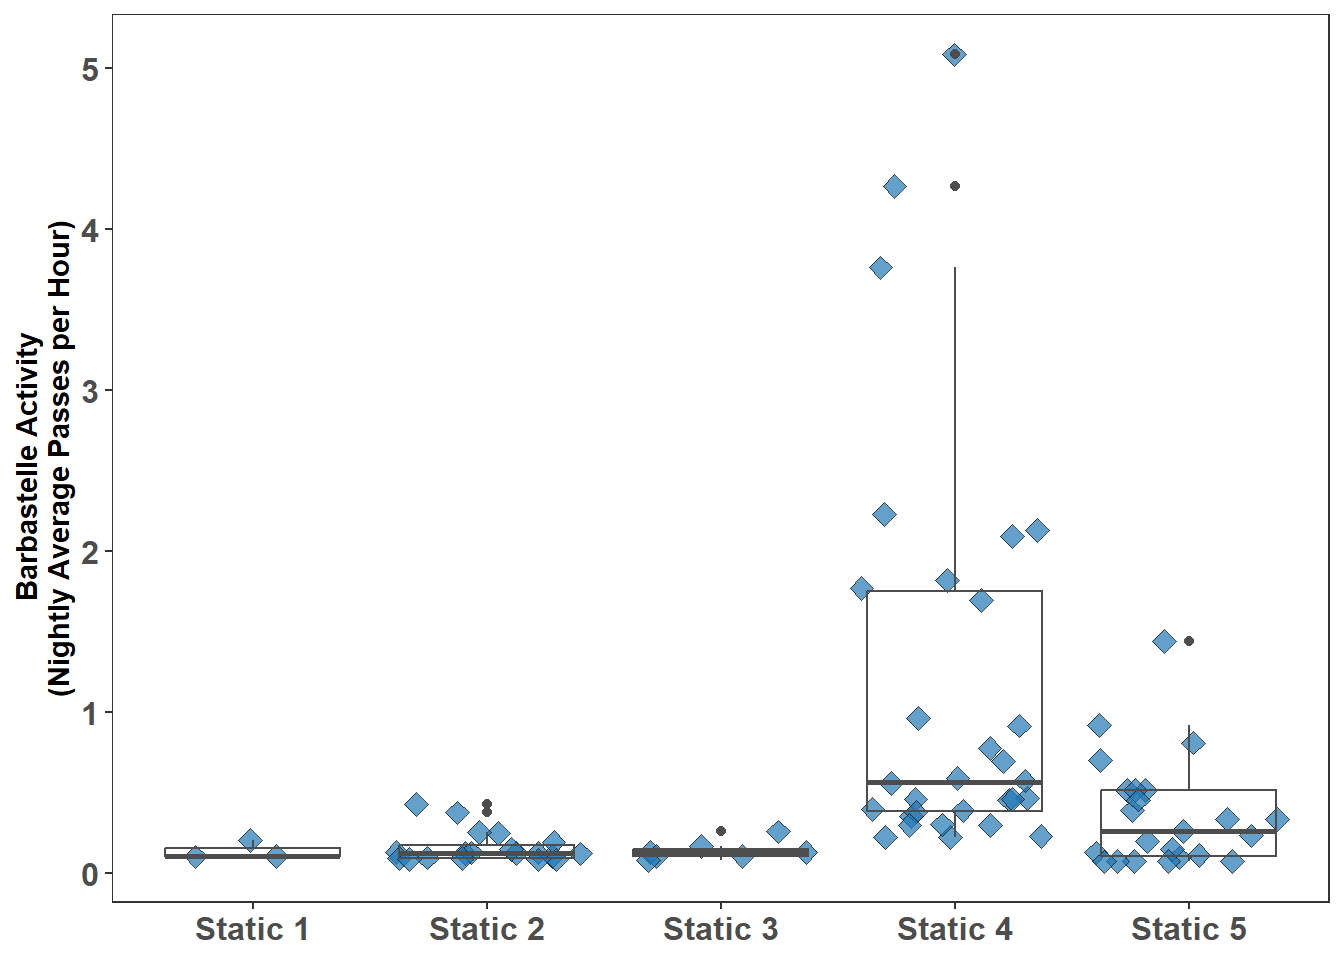 Barbastelle Activity
(Nightly Average Passes per Hour)
5
4
3
2
1
0
Static 1
Static 2
Static 3
Static 4
Static 5